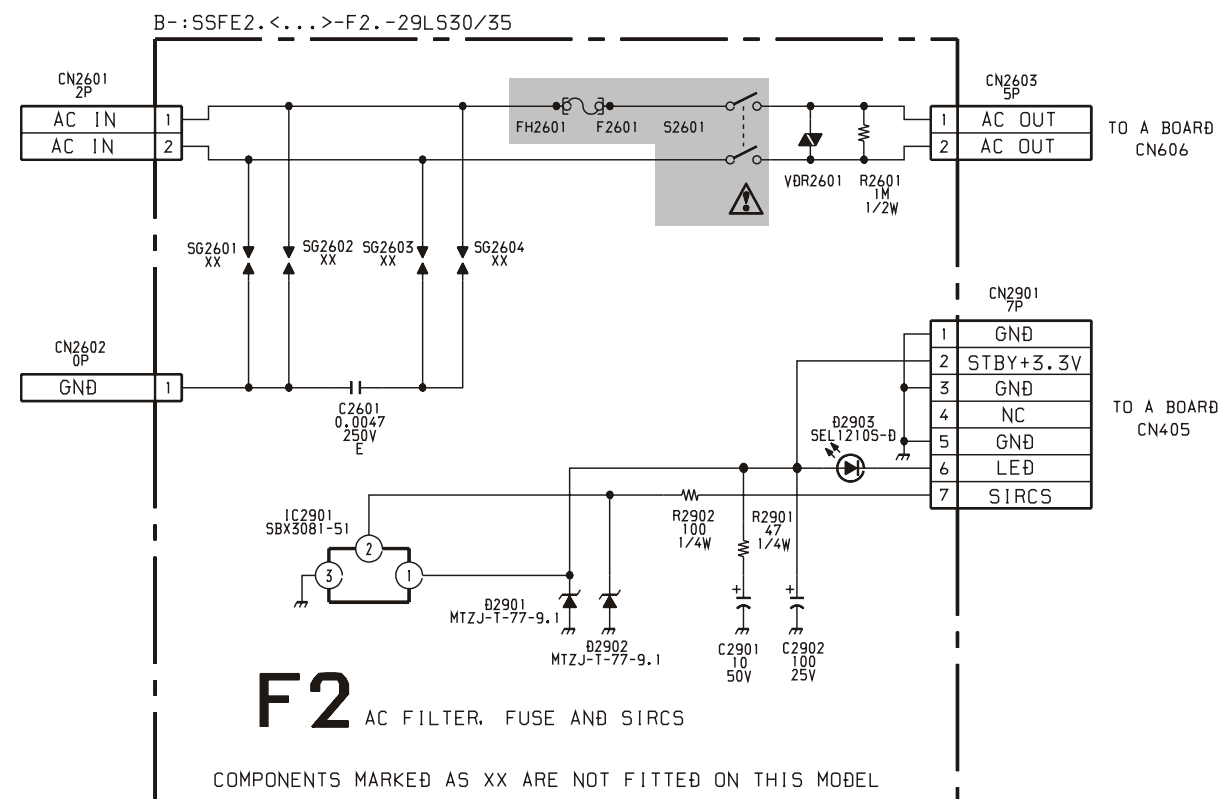 B-:SSFE2.<...>-F2.-29LS30/35
CN2601
2P
AC IN 1
AC IN 2
FH2601 F2601 S2601
VDR2601
R2601
1M
1/2W
CN2603
5P
1 AC OUT
2 AC OUT
TO A BOARD
CN606
SG2601
XX
SG2602
XX
SG2603
XX
SG2604
XX
CN2602
0P
GND 1
C2601
0.0047
250V
E
CN2901
7P
1 GND
2 STBY+3.3V
3 GND
4 NC
5 GND
6 LED
7 SIRCS
TO A BOARD
CN405
D2903
SEL1210S-D
IC2901
SBX3081-51
2
3
1
R2902
100
1/4W
R2901
47
1/4W
D2901
MTZJ-T-77-9.1
D2902
MTZJ-T-77-9.1
+
C2901
10
50V
+
C2902
100
25V
F2 AC FILTER, FUSE AND SIRCS
COMPONENTS MARKED AS XX ARE NOT FITTED ON THIS MODEL